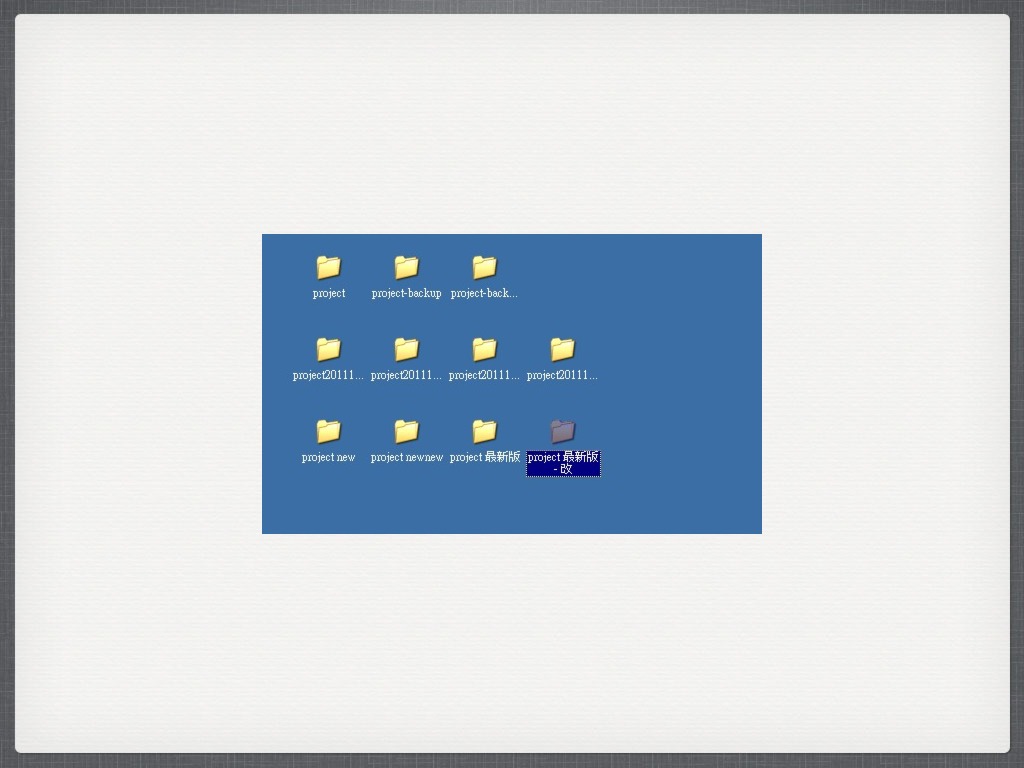 project
project-backup
project-back...
project20111...
project20111...
project20111...
project20111...
project new
project newnew
project 最新版
project 最新版
- 改